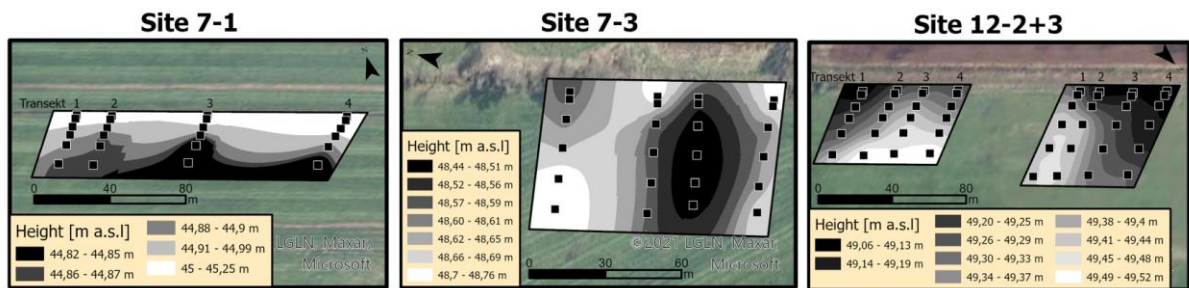 Site 7-1
Transekt 1 2 3 4
0 40 80 m
Height [m a.s.l]
44,82 - 44,85 m
44,86 - 44,87 m
44,88 - 44,9 m
44,91 - 44,99 m
45 - 45,25 m
LGLN, Maxar,
Microsoft
Site 7-3
N
Height [m a.s.l]
48,44 - 48,51 m
48,52 - 48,56 m
48,57 - 48,59 m
48,60 - 48,61 m
48,62 - 48,65 m
48,66 - 48,69 m
48,7 - 48,76 m
©2021 LGLN, Maxar,
Microsoft
0 30 60 m
Site 12-2+3
Transekt 1 2 3 4
1 2 3 4
0 40 80 m
Height [m a.s.l]
49,06 - 49,13 m
49,14 - 49,19 m
49,20 - 49,25 m
49,26 - 49,29 m
49,30 - 49,33 m
49,34 - 49,37 m
49,38 - 49,4 m
49,41 - 49,44 m
49,45 - 49,48 m
49,49 - 49,52 m